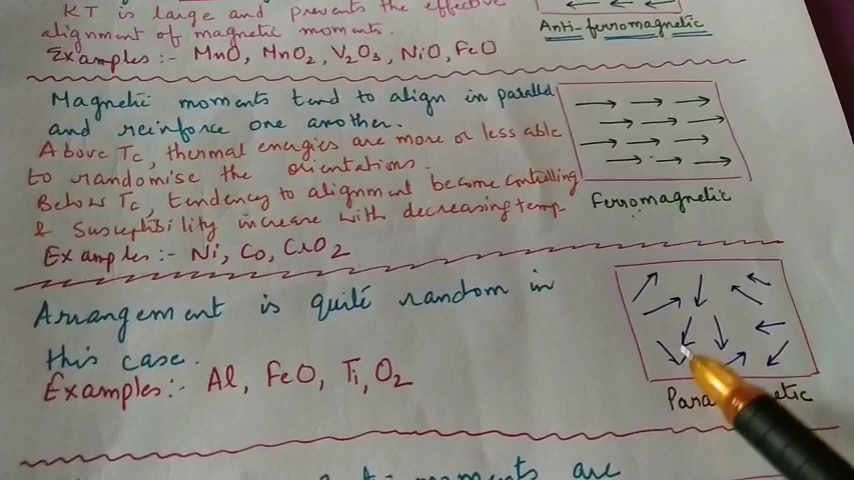 KT is large and prevents the effective
alignment of magnetic moments.
Examples :- MnO, MnO2, V2O3, NiO, FeO
Anti-ferromagnetic
Magnetic moments tend to align in parallel
and reinforce one another.
Above Tc, thermal energies are more or less able
to randomise the orientations.
Below Tc, tendency to alignment become controlling
& Susceptibility increase with decreasing temp.
Examples :- Ni, Co, CrO2
Ferromagnetic
Arrangement is quite random in
this case.
Examples :- Al, FeO, Ti, O2
Para etic
moments are